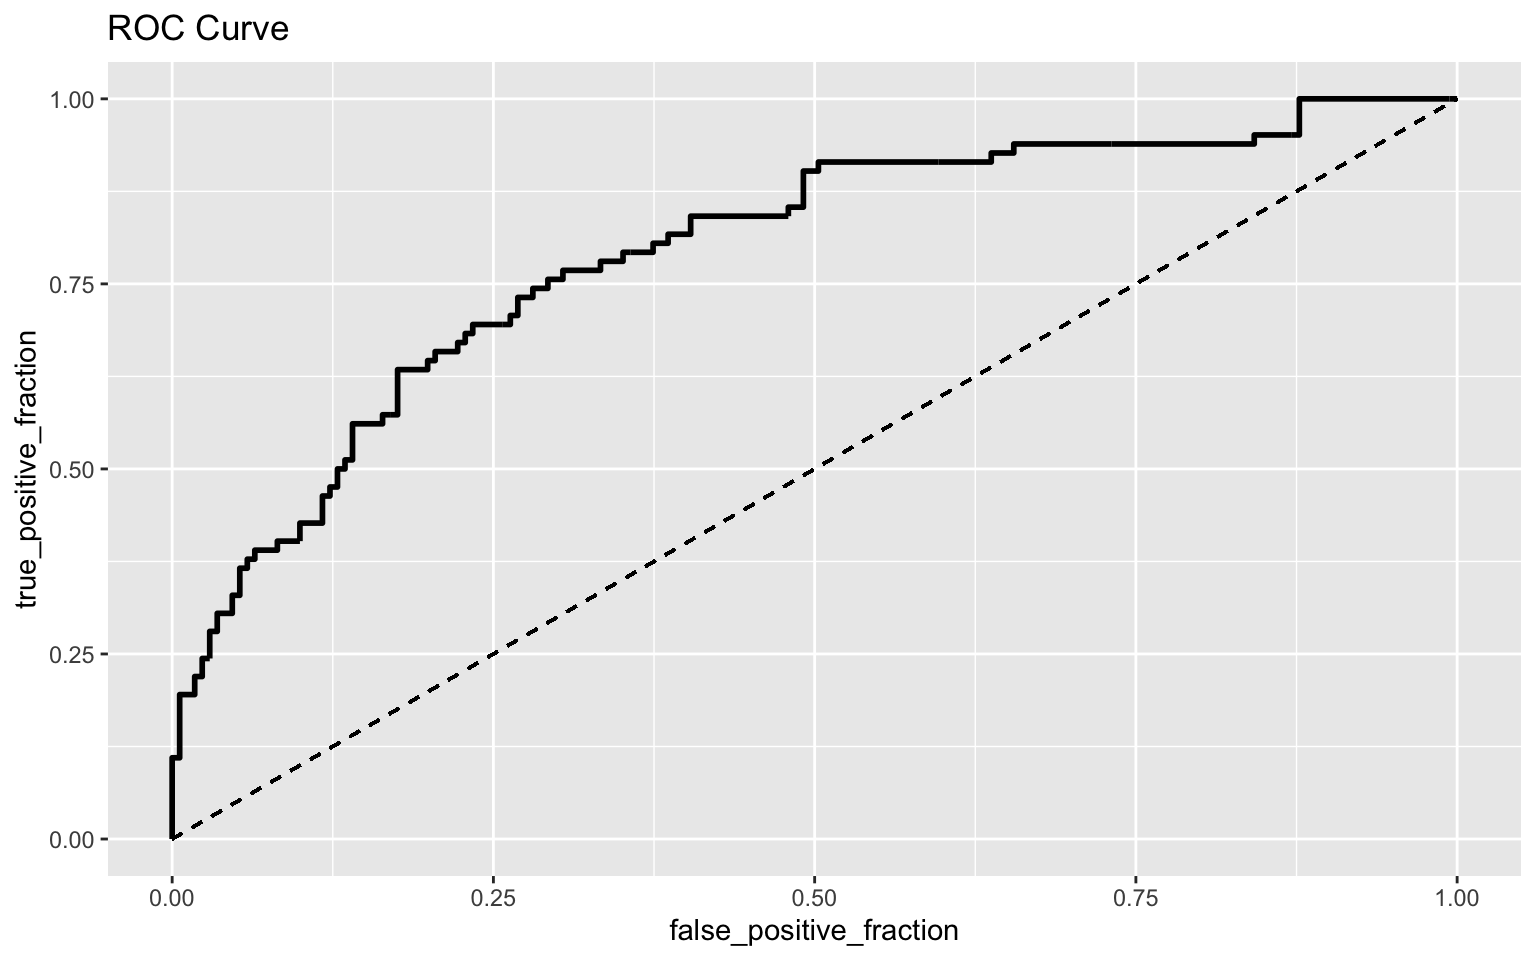 ROC Curve
1.00
0.75
0.50
0.25
0.00
true_positive_fraction
0.00 0.25 0.50 0.75 1.00
false_positive_fraction